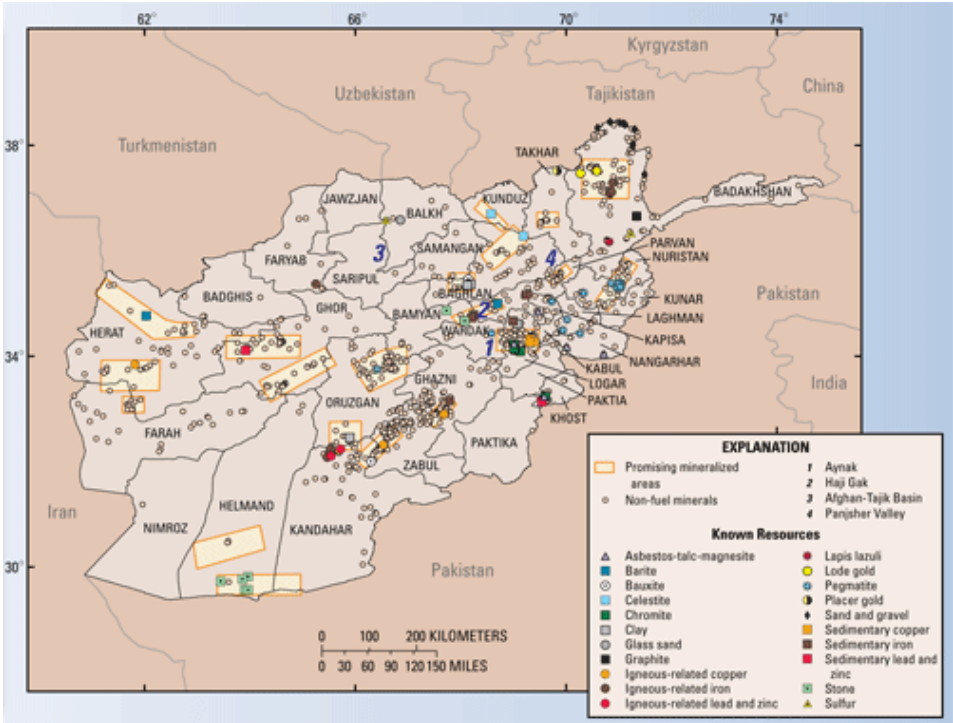 62° 66° 70° 74°
Kyrgyzstan
China
Uzbekistan
Tajikistan
38°
Turkmenistan
TAKHAR
BADAKHSHAN
JAWZJAN
KUNDUZ
BALKH
PARVAN
3
SAMANGAN
4
NURISTAN
FARYAB
SARIPUL
BAGHLAN
Pakistan
BADGHIS
KUNAR
GHOR
BAMYAN
2
LAGHMAN
HERAT
WARDAK
KAPISA
34°
1
NANGARHAR
KABUL
GHAZNI
LOGAR
India
ORUZGAN
PAKTIA
KHOST
FARAH
PAKTIKA
ZABUL
Iran
HELMAND
NIMROZ
KANDAHAR
30°
Pakistan
0 100 200 KILOMETERS
0 30 60 90 120 150 MILES
EXPLANATION
Promising mineralized
areas
Non-fuel minerals
1 Aynak
2 Haji Gak
3 Afghan-Tajik Basin
4 Panjsher Valley
Known Resources
Asbestos-talc-magnesite
Barite
Bauxite
Celestite
Chromite
Clay
Glass sand
Graphite
Igneous-related copper
Igneous-related iron
Igneous-related lead and zinc
Lapis lazuli
Lode gold
Pegmatite
Placer gold
Sand and gravel
Sedimentary copper
Sedimentary iron
Sedimentary lead and
zinc
Stone
Sulfur